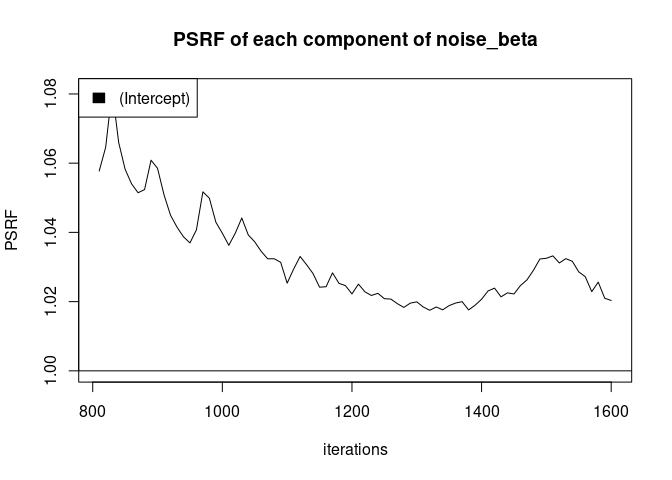 PSRF of each component of noise_beta
(Intercept)
PSRF
1.08
1.06
1.04
1.02
1.00
800 1000 1200 1400 1600
iterations